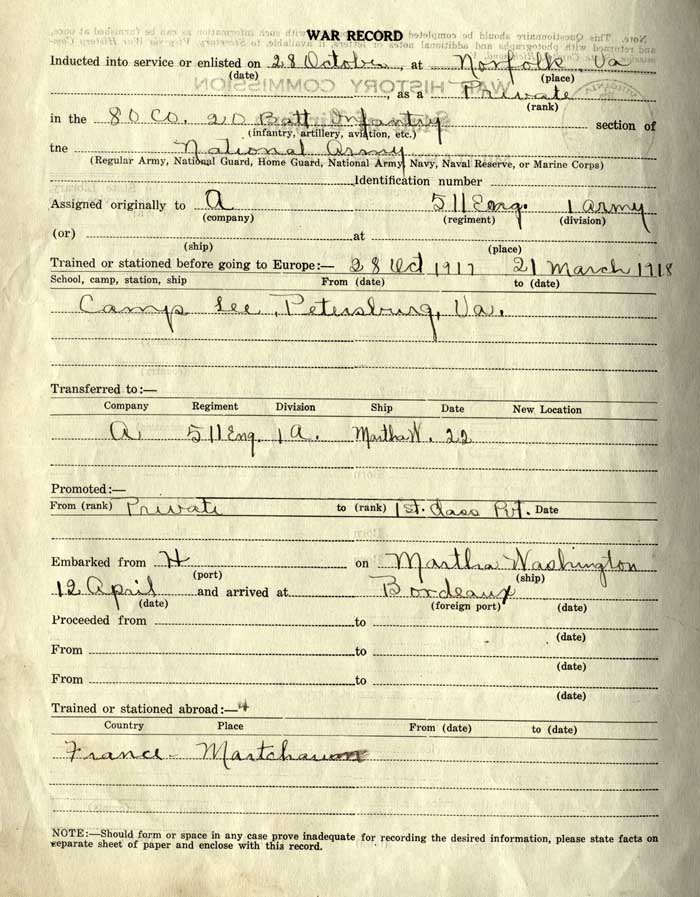 WAR RECORD
Inducted into service or enlisted on 28 October, at Norfolk, Va
(date) (place)
, as a Private
(rank)
in the 80 Co. 20 Batt Infantry section of
(infantry, artillery, aviation, etc.)
the National Army
(Regular Army, National Guard, Home Guard, National Army, Navy, Naval Reserve, or Marine Corps)
Identification number
Assigned originally to A 511 Eng. 1 Army
(company) (regiment) (division)
(or) at
(ship) (place)
Trained or stationed before going to Europe:— 28 Oct 1917 21 March 1918
School, camp, station, ship From (date) to (date)
Camp Lee, Petersburg, Va.
Transferred to:—
Company Regiment Division Ship Date New Location
A 511 Eng. 1 A. Martha W. 22
Promoted:—
From (rank) Private to (rank) 1st. Class Pvt. Date
Embarked from H on Martha Washington
(port) (ship)
12 April and arrived at Bordeaux
(date) (foreign port) (date)
Proceeded from to
(date)
From to
(date)
From to
(date)
Trained or stationed abroad:—
Country Place From (date) to (date)
France-
NOTE:—Should form or space in any case prove inadequate for recording the desired information, please state facts on
separate sheet of paper and enclose with this record.